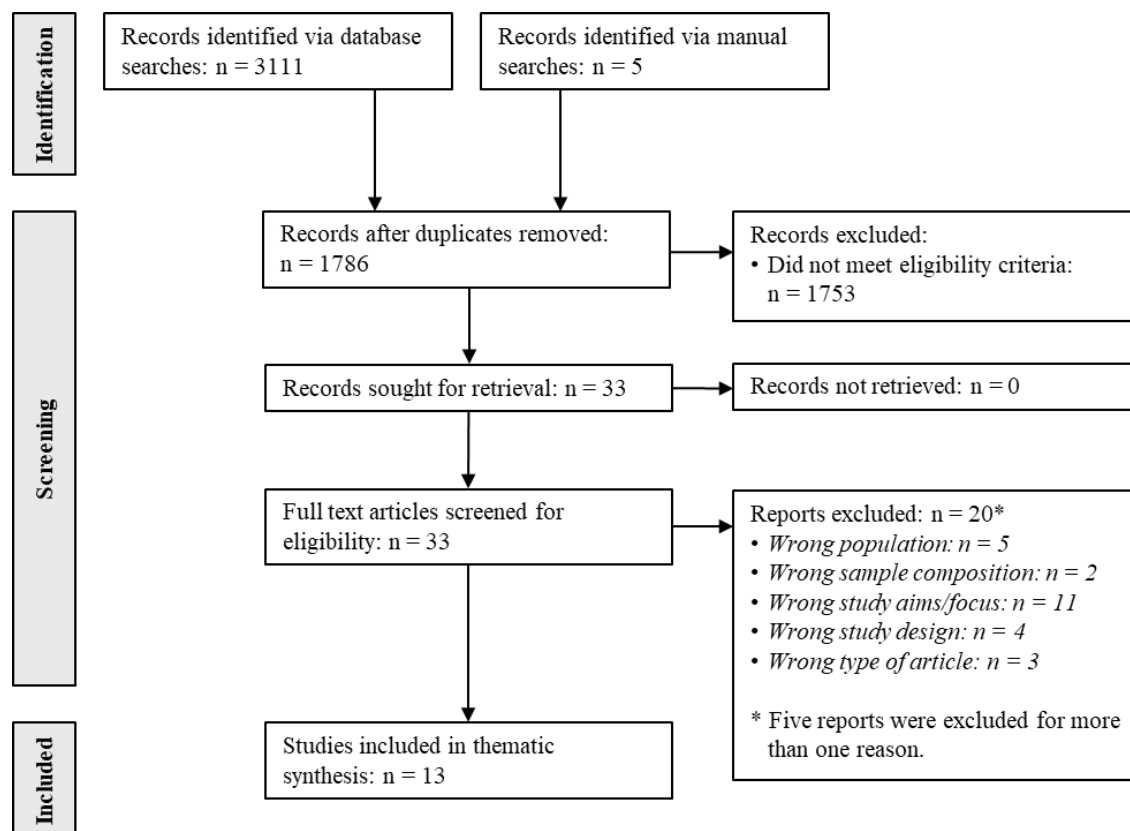 Identification
Records identified via database
searches: n = 3111
Records identified via manual
searches: n = 5
Screening
Records after duplicates removed:
n = 1786
Records excluded:
• Did not meet eligibility criteria:
n = 1753
Records sought for retrieval: n = 33
Records not retrieved: n = 0
Full text articles screened for
eligibility: n = 33
Reports excluded: n = 20*
• Wrong population: n = 5
• Wrong sample composition: n = 2
• Wrong study aims/focus: n = 11
• Wrong study design: n = 4
• Wrong type of article: n = 3
* Five reports were excluded for more
than one reason.
Included
Studies included in thematic
synthesis: n = 13